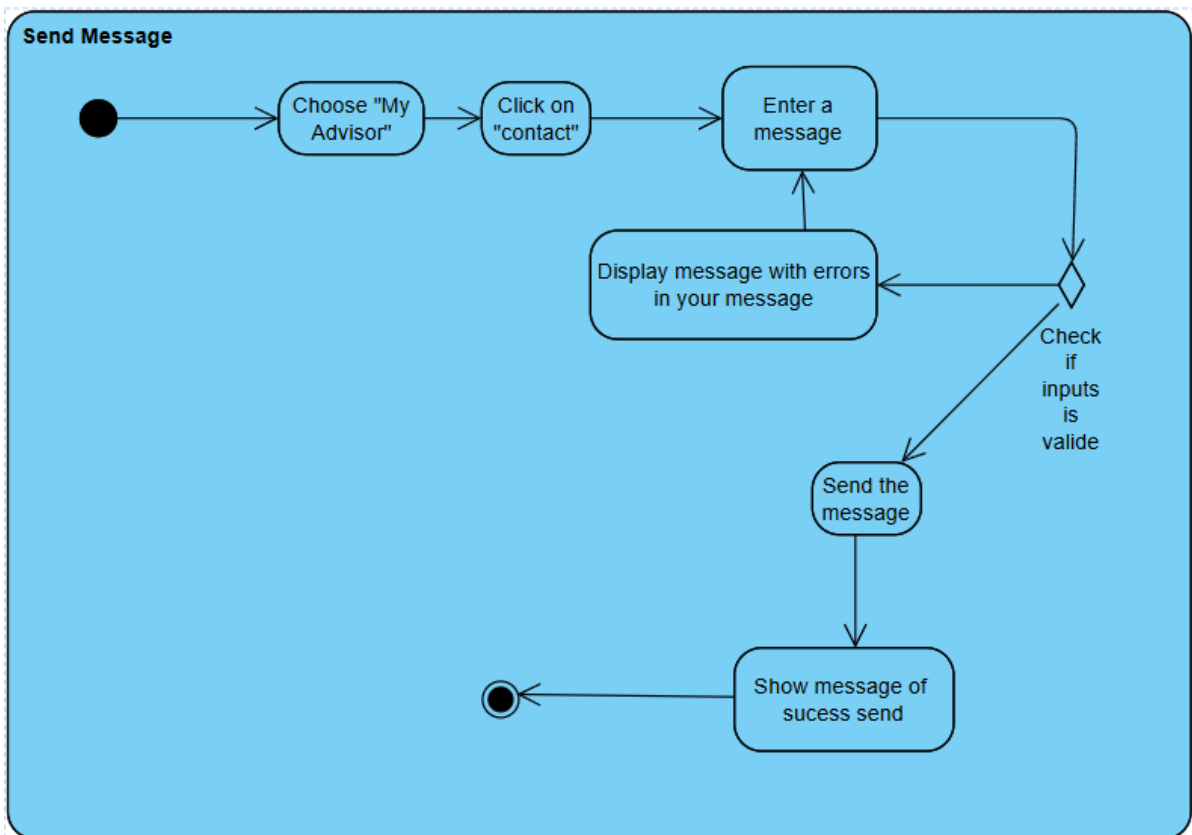 Send Message
Choose "My
Advisor"
Click on
"contact"
Enter a
message
Display message with errors
in your message
Check
if
inputs
is
valide
Send the
message
Show message of
sucess send